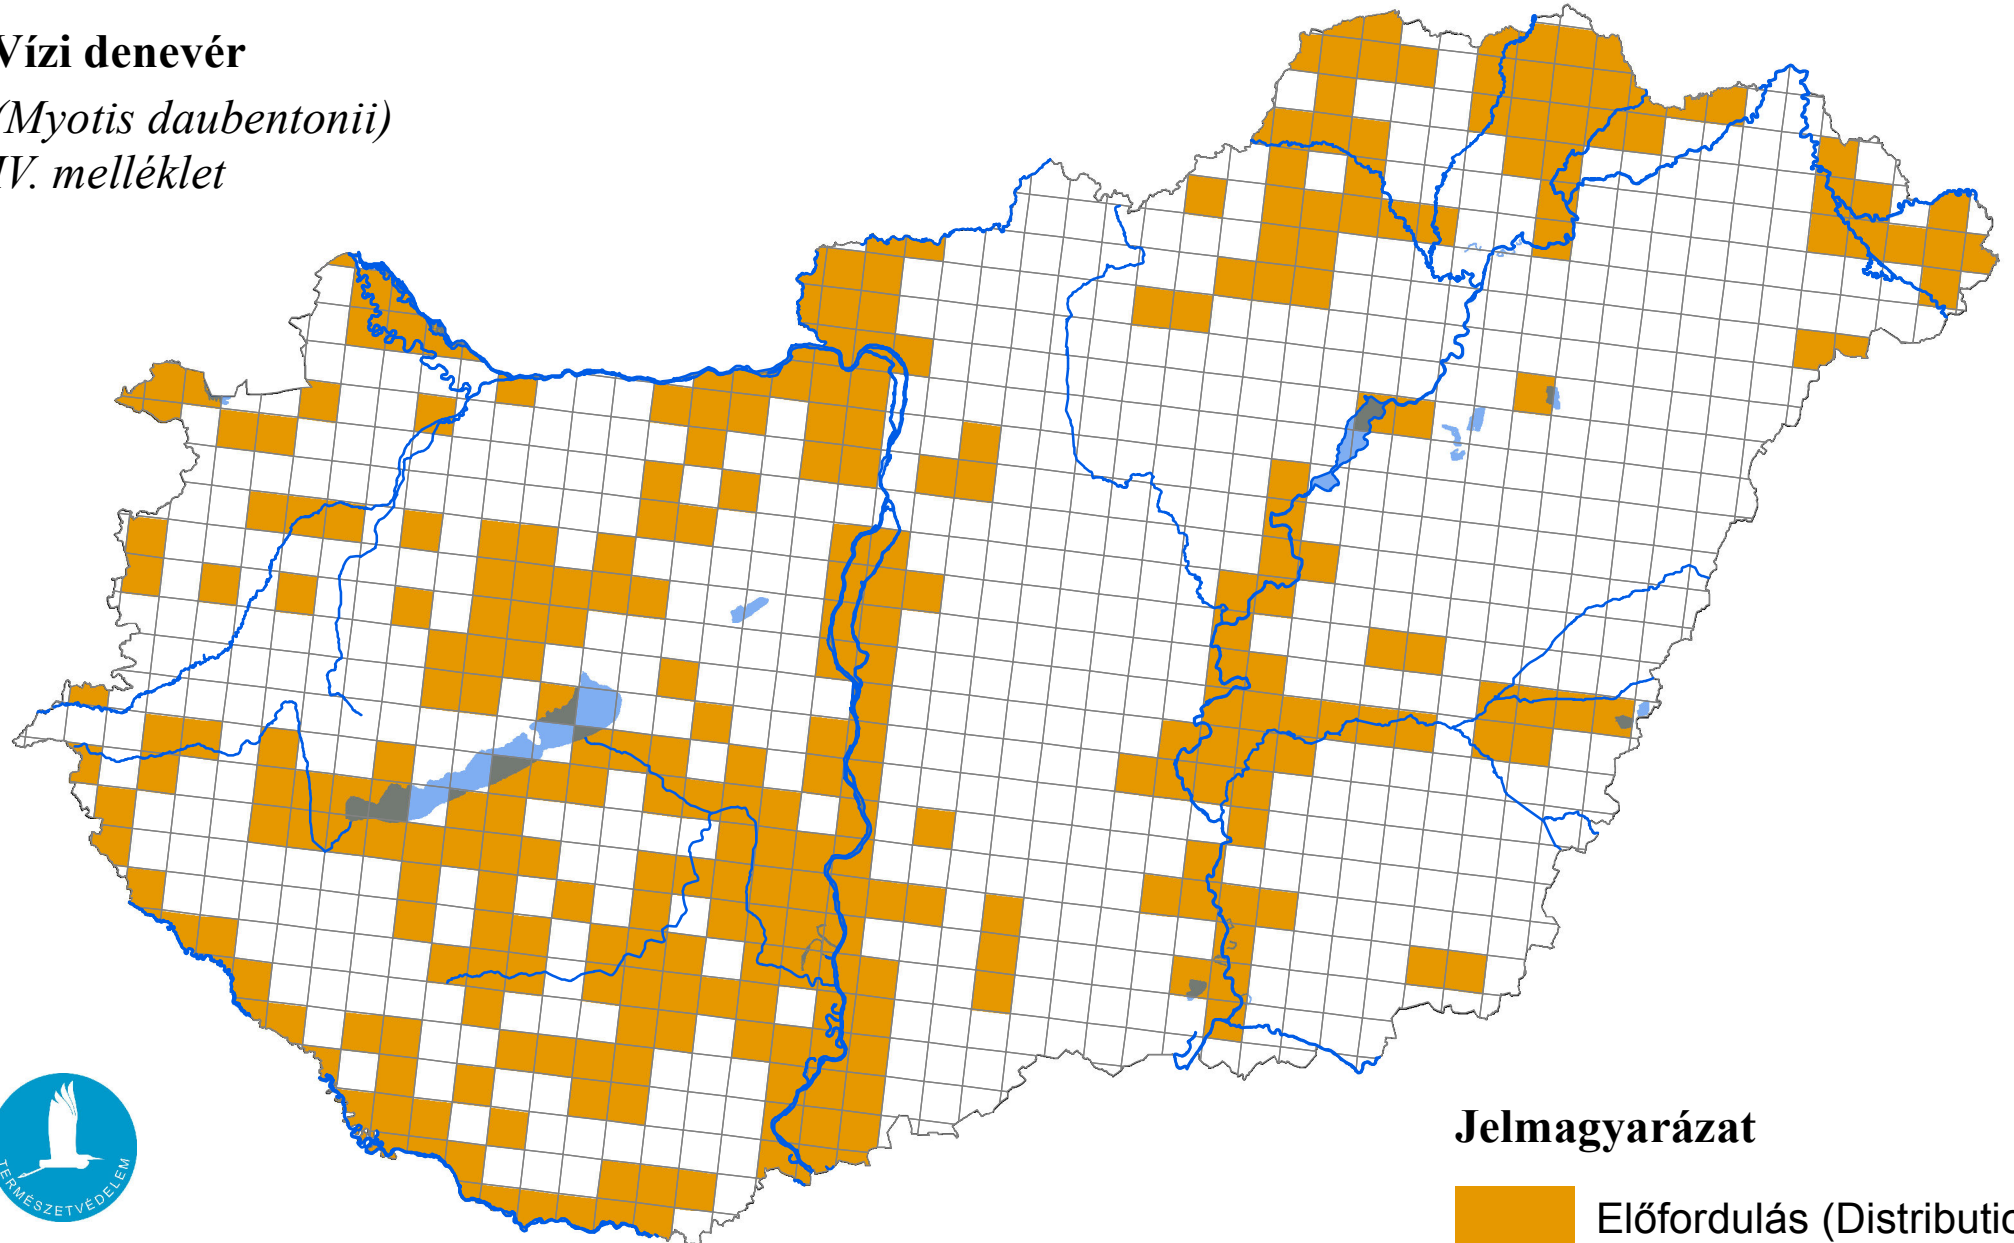 Vízi denevér
(Myotis daubentonii)
IV. melléklet
TERMÉSZETVÉDELEM
Jelmagyarázat
Előfordulás (Distributio